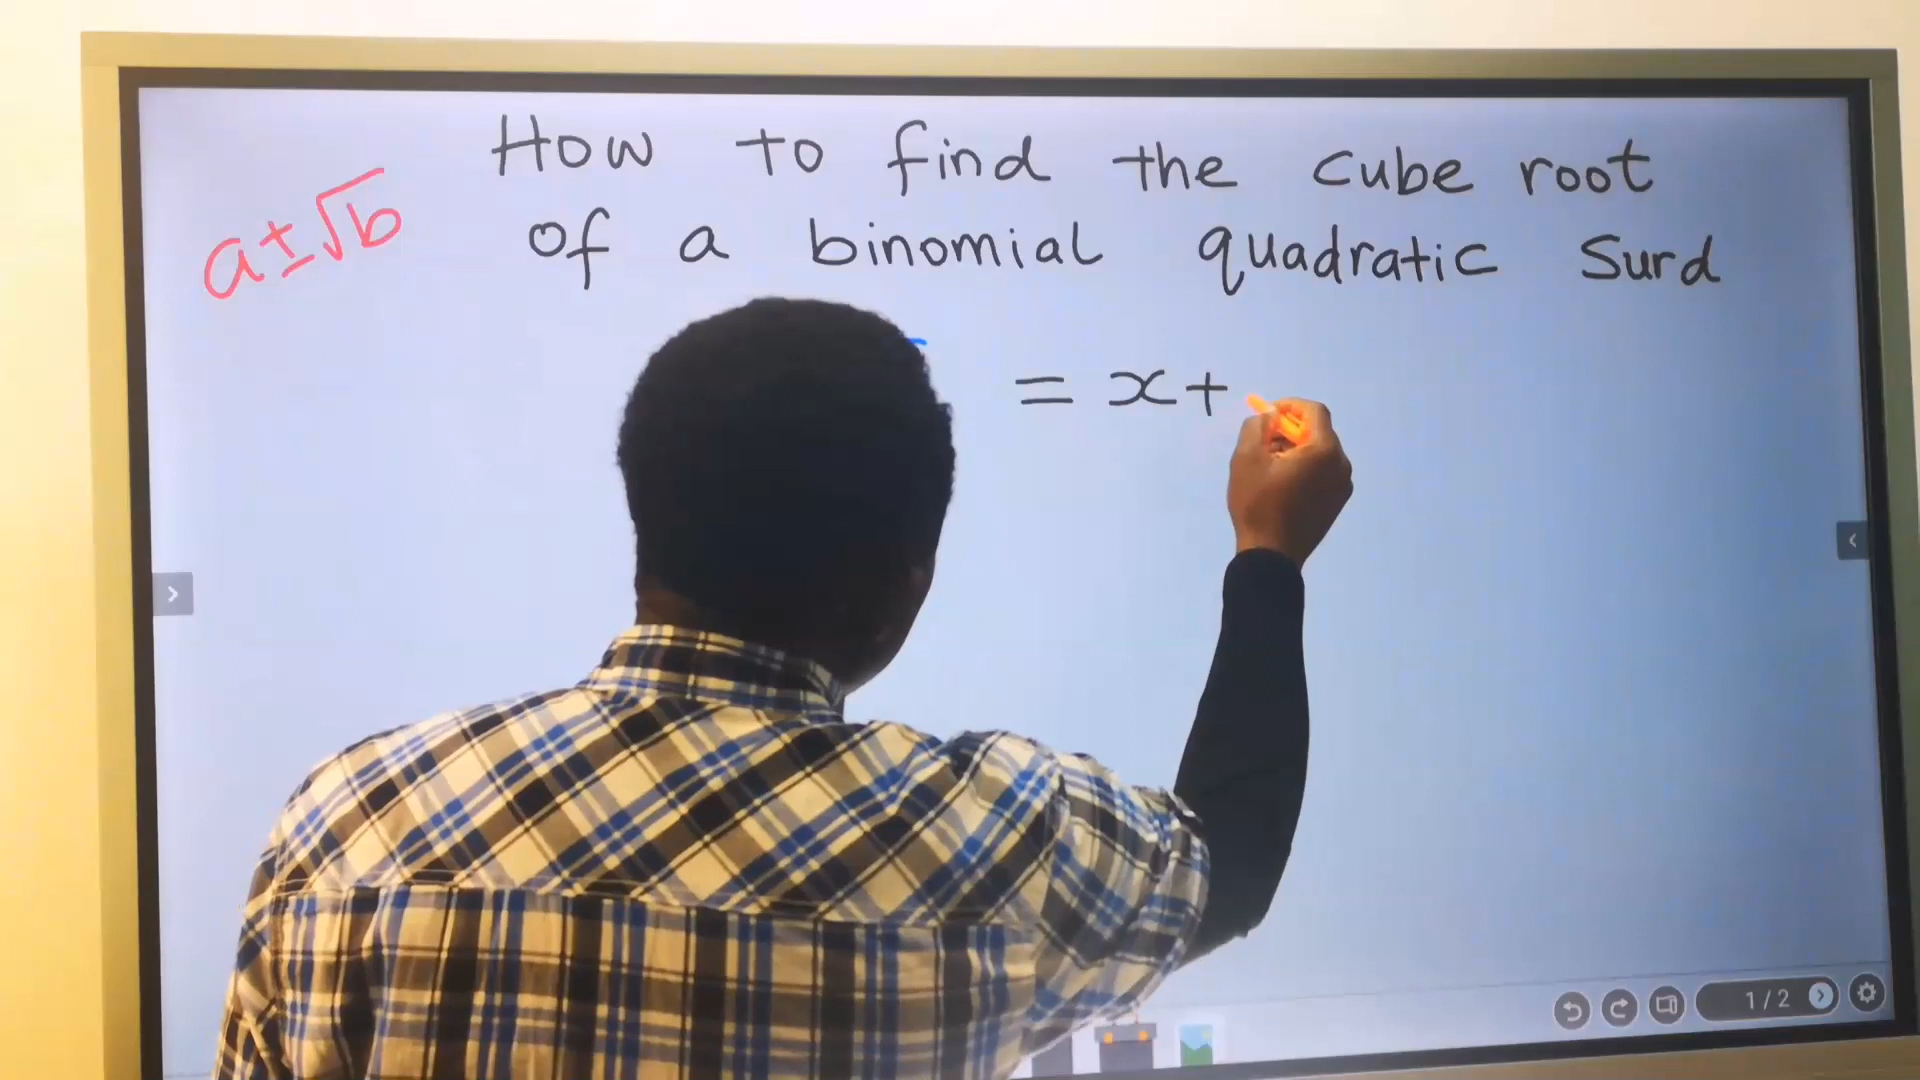 How to find the cube root
a±√b
of a binomial quadratic Surd
= x+
1/2